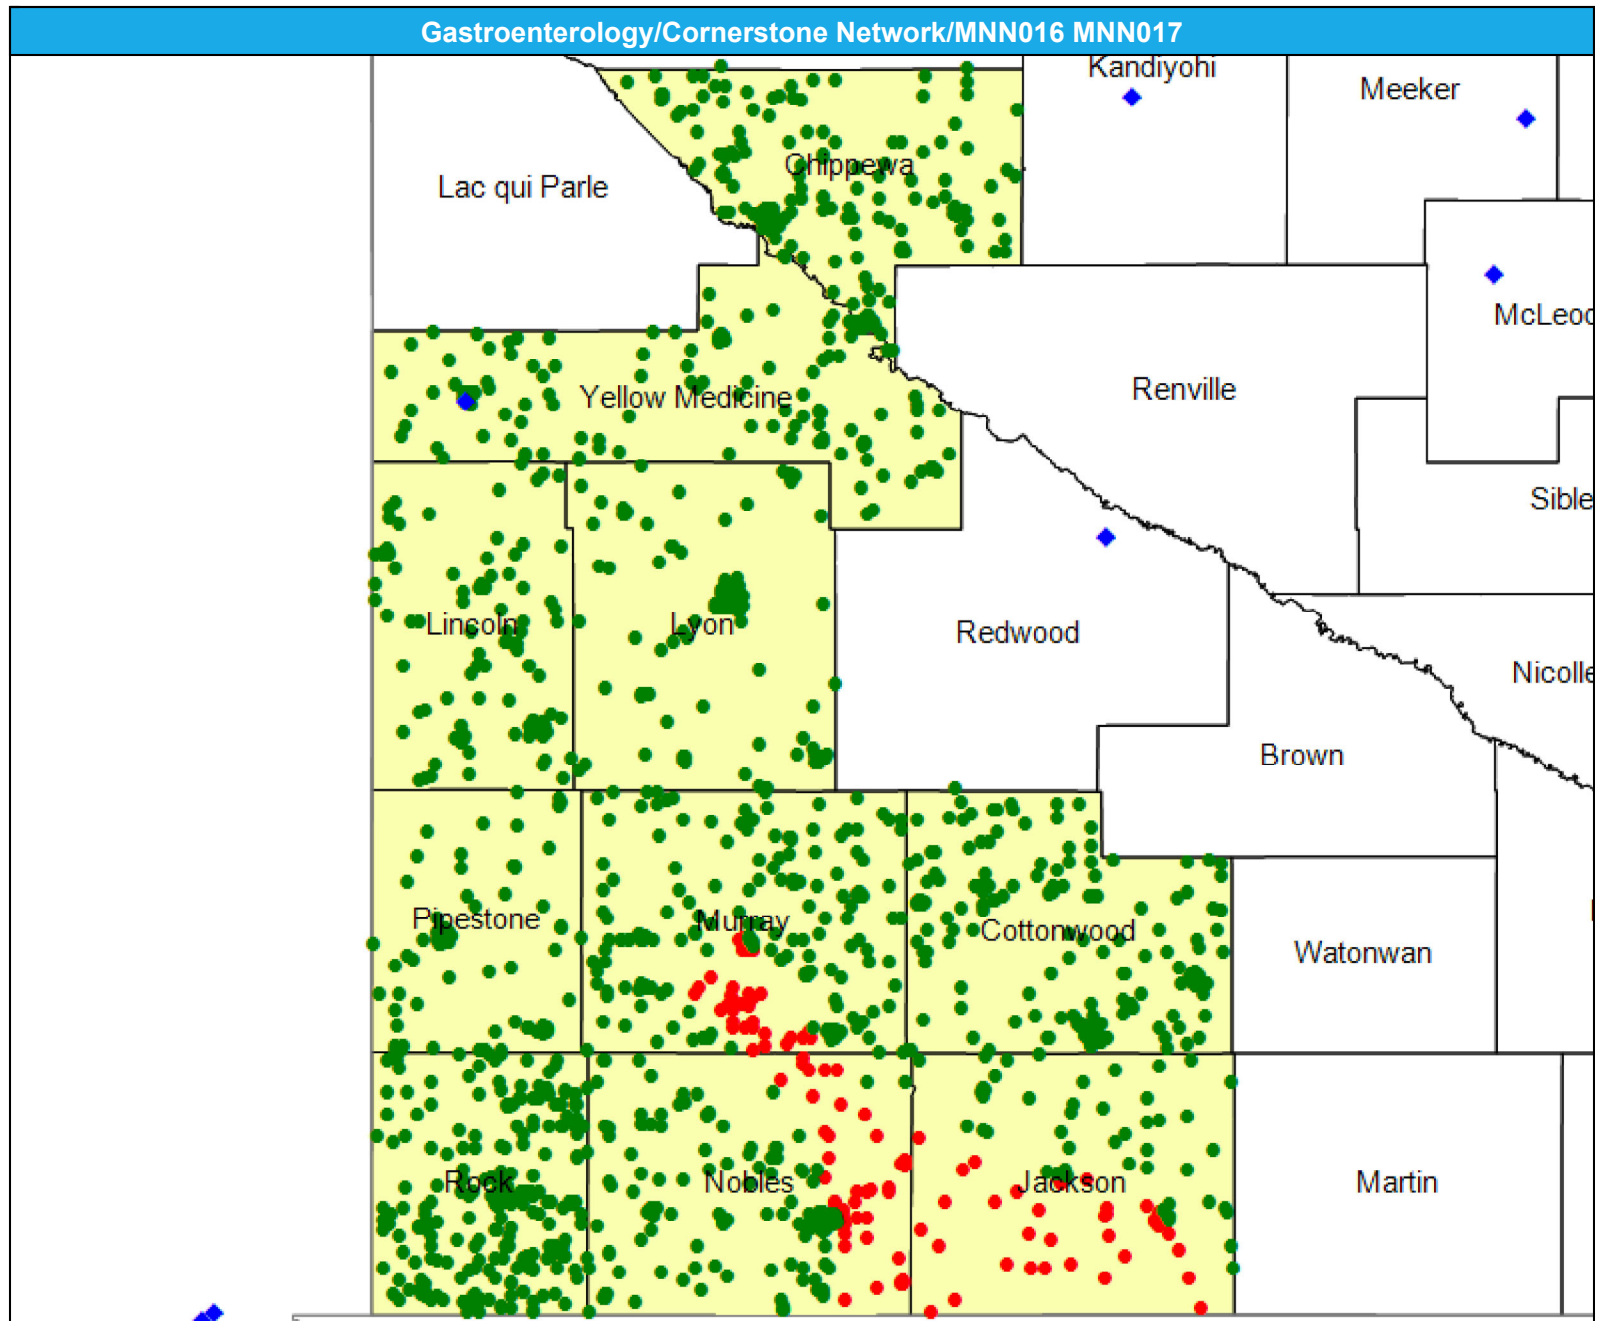 Gastroenterology/Cornerstone Network/MNN016 MNN017
Kandiyohi
Meeker
Chippewa
Lac qui Parle
McLeod
Renville
Yellow Medicine
Sible
Lincoln
Lyon
Redwood
Nicolle
Brown
Pipestone
Murray
Cottonwood
Watonwan
Rock
Nobles
Jackson
Martin